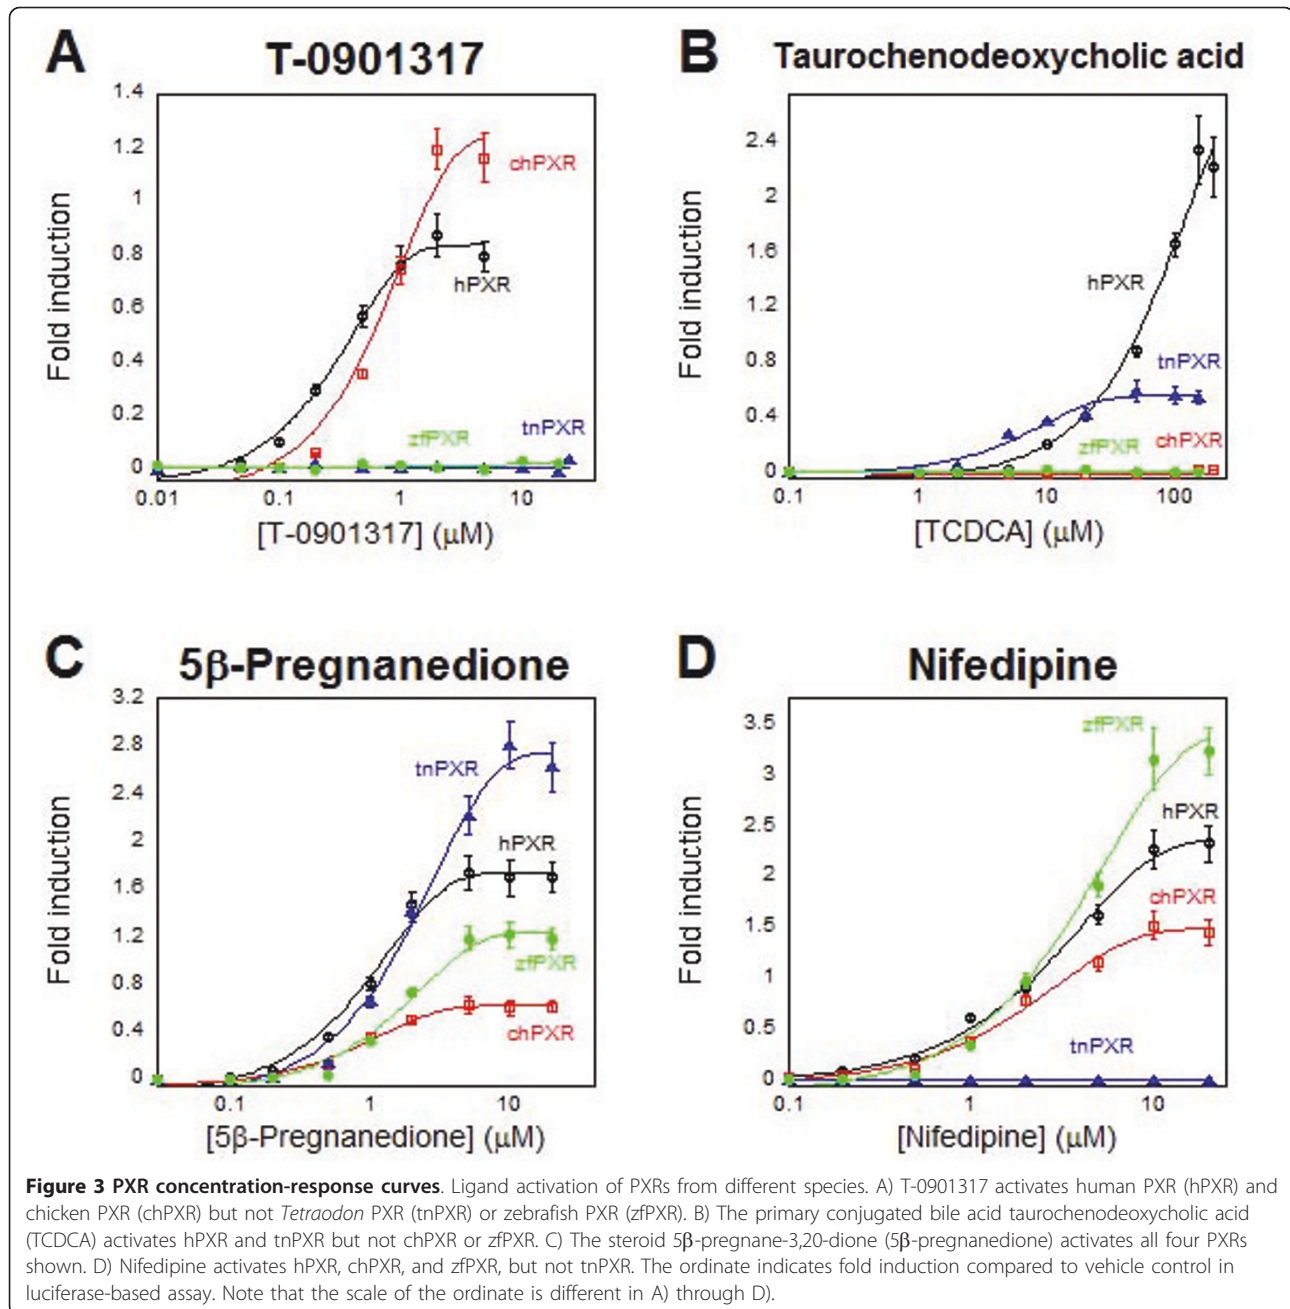 A
T-0901317
1.4
1.2
1
0.8
0.6
0.4
0.2
0
Fold induction
chPXR
hPXR
zfPXR
tnPXR
0.01
0.1
1
10
[T-0901317] (μM)
B
Taurochenodeoxycholic acid
2.4
2
1.6
1.2
0.8
0.4
0
Fold induction
hPXR
tnPXR
zfPXR
chPXR
0.1
1
10
100
[TCDCA] (μM)
C
5β-Pregnanedione
3.2
2.8
2.4
2
1.6
1.2
0.8
0.4
0
Fold induction
tnPXR
hPXR
zfPXR
chPXR
0.1
1
10
[5β-Pregnanedione] (μM)
D
Nifedipine
3.5
3
2.5
2
1.5
1
0.5
0
Fold induction
zfPXR
hPXR
chPXR
tnPXR
0.1
1
10
[Nifedipine] (μM)
Figure 3 PXR concentration-response curves. Ligand activation of PXRs from different species. A) T-0901317 activates human PXR (hPXR) and
chicken PXR (chPXR) but not Tetraodon PXR (tnPXR) or zebrafish PXR (zfPXR). B) The primary conjugated bile acid taurochenodeoxycholic acid
(TCDCA) activates hPXR and tnPXR but not chPXR or zfPXR. C) The steroid 5β-pregnane-3,20-dione (5β-pregnanedione) activates all four PXRs
shown. D) Nifedipine activates hPXR, chPXR, and zfPXR, but not tnPXR. The ordinate indicates fold induction compared to vehicle control in
luciferase-based assay. Note that the scale of the ordinate is different in A) through D).